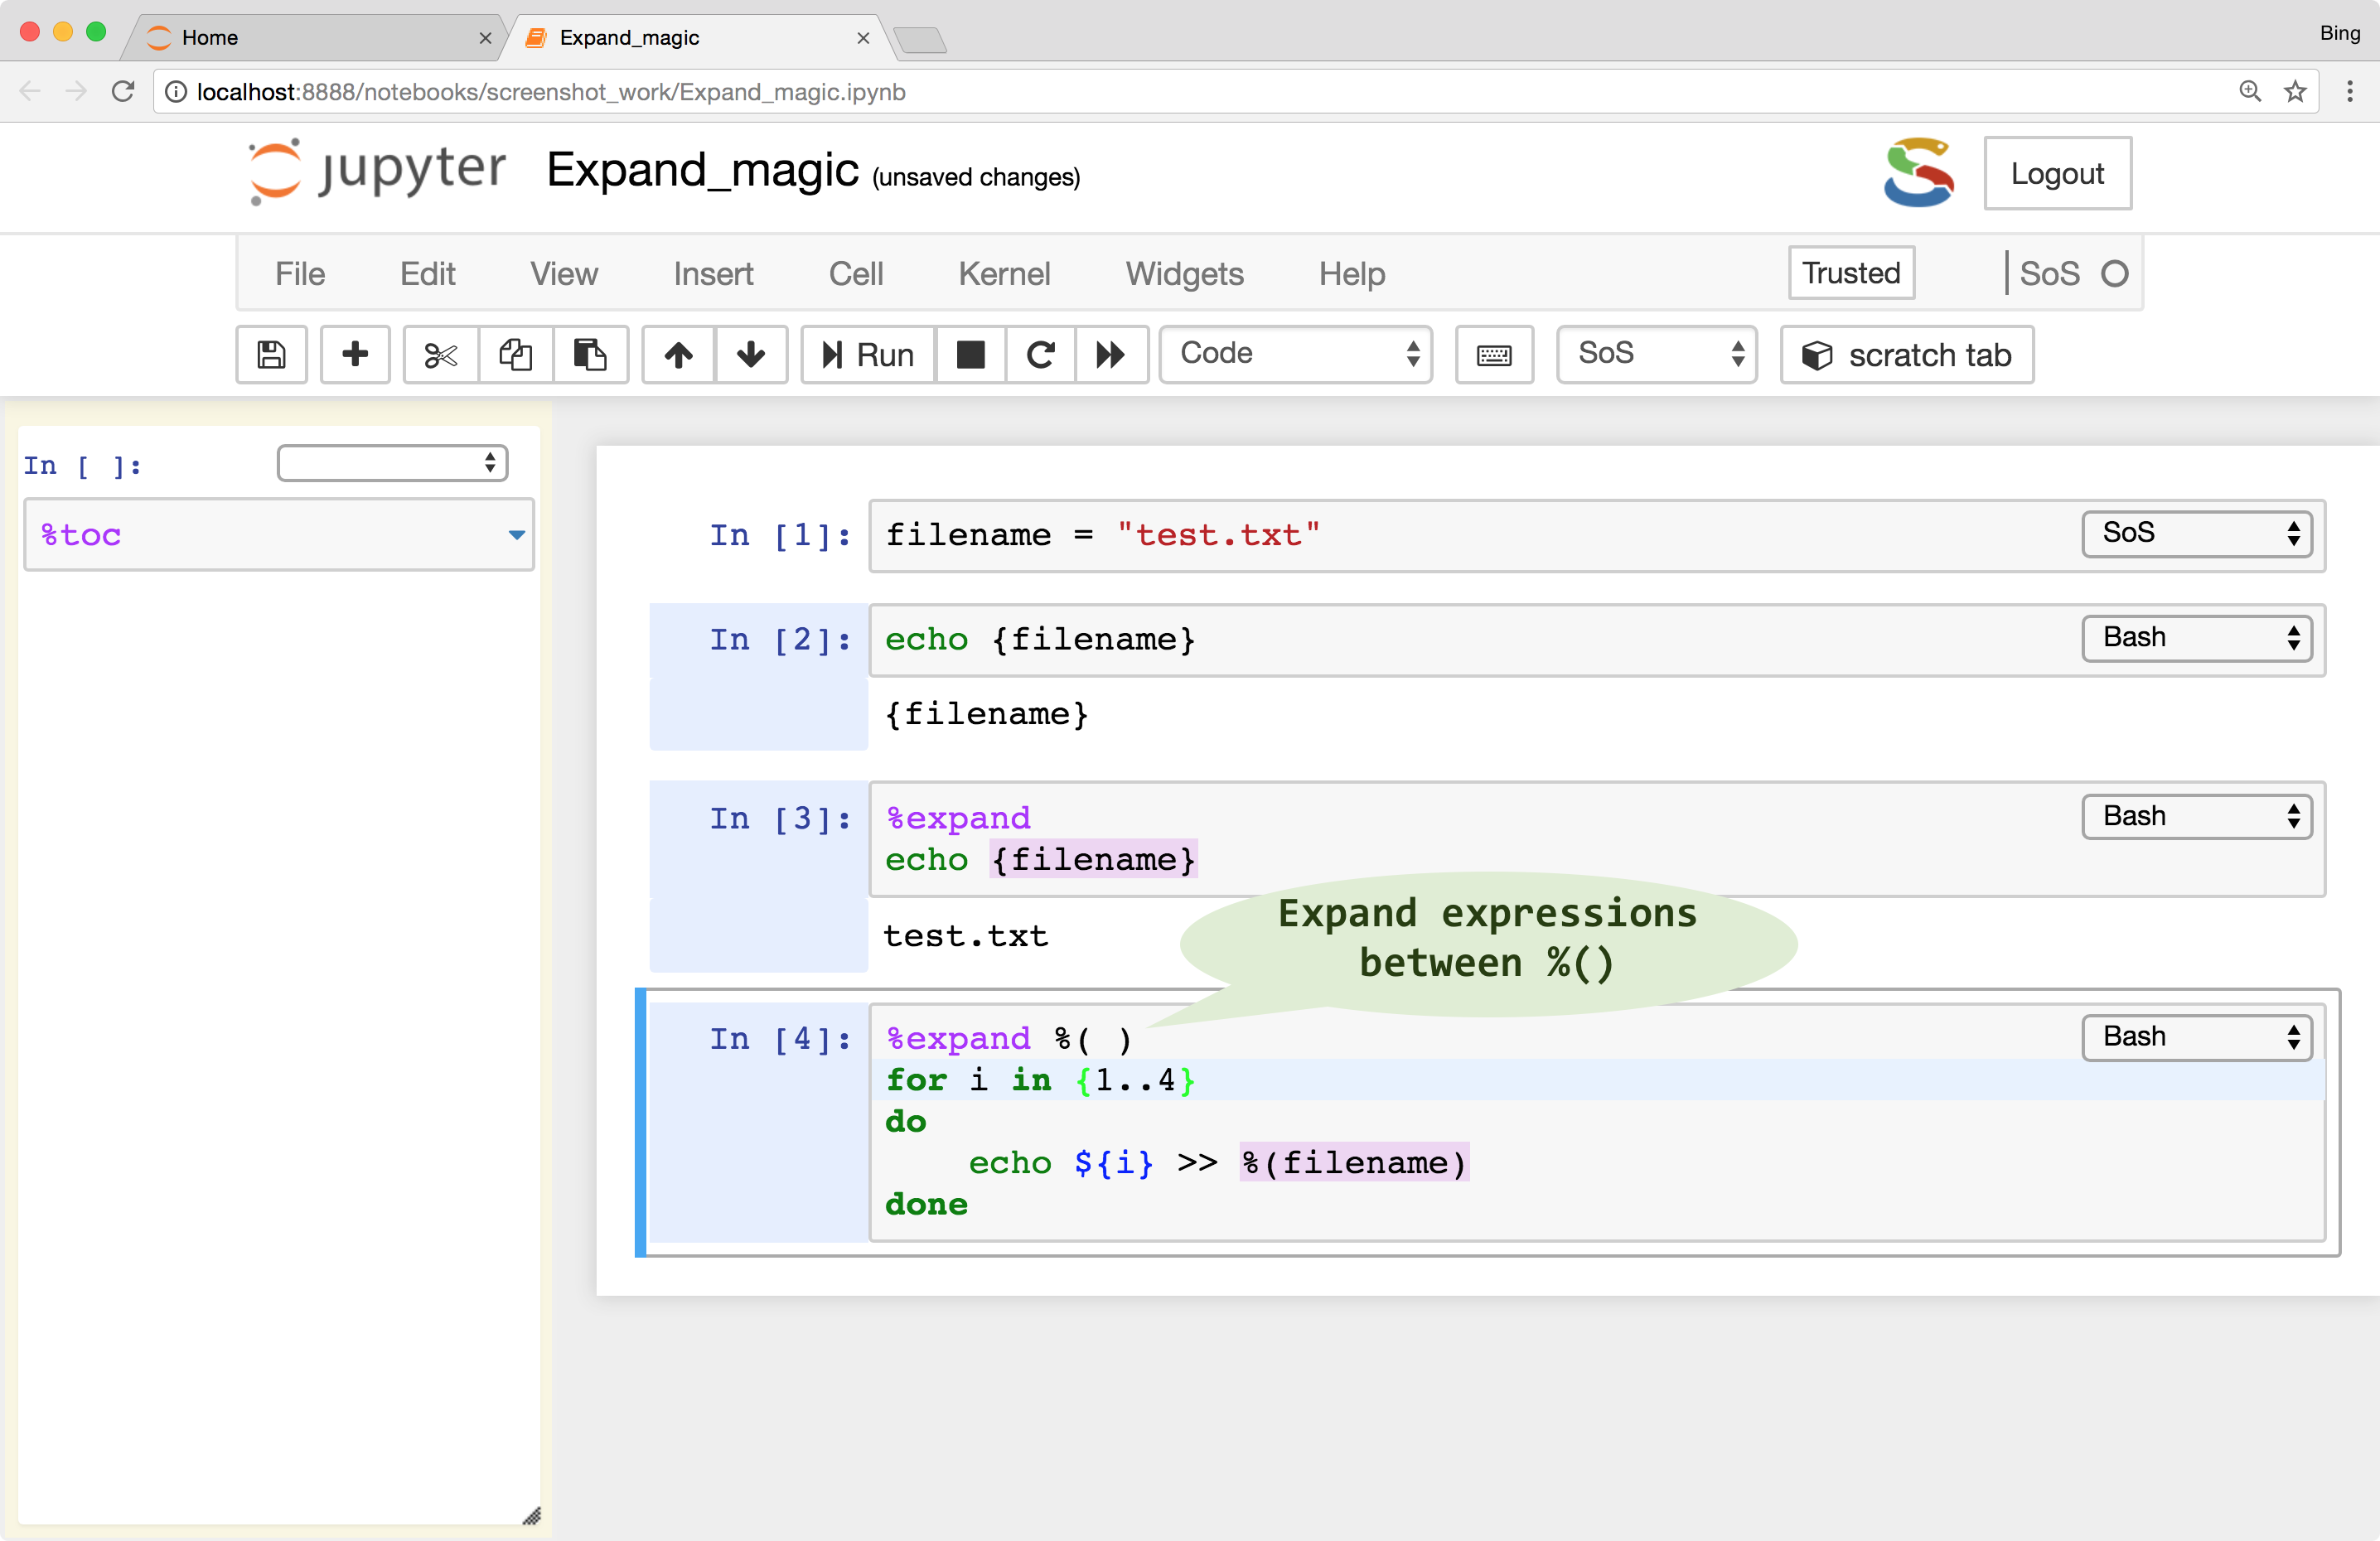 Home
Expand_magic
Bing
localhost:8888/notebooks/screenshot_work/Expand_magic.ipynb
jupyter Expand_magic (unsaved changes)
Logout
File Edit View Insert Cell Kernel Widgets Help Trusted SoS
Run Code SoS scratch tab
In [ ]:
%toc
In [1]: filename = "test.txt" SoS
In [2]: echo {filename} Bash
{filename}
In [3]: %expand Bash
echo {filename}
test.txt
Expand expressions
between %()
In [4]: %expand %( ) Bash
for i in {1..4}
do
echo ${i} >> %(filename)
done